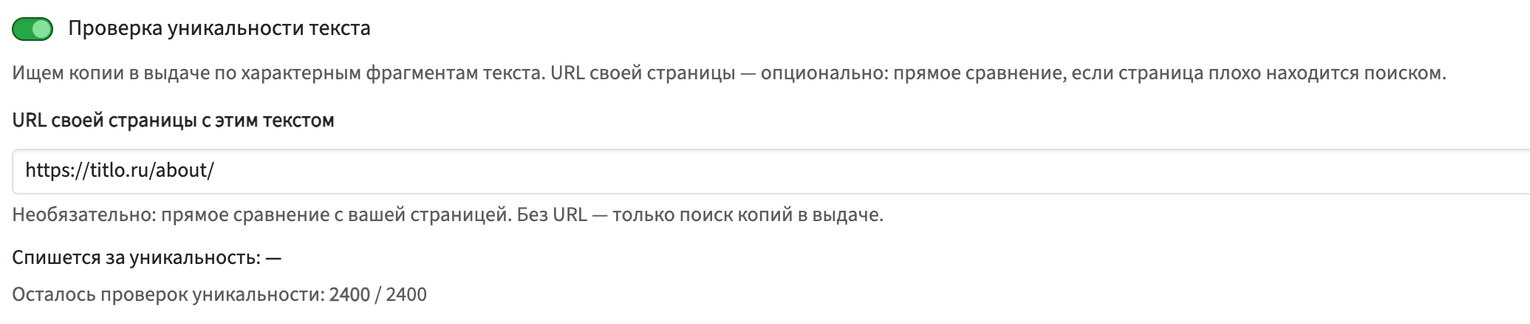 Проверка уникальности текста
Ищем копии в выдаче по характерным фрагментам текста. URL своей страницы — опционально: прямое сравнение, если страница плохо находится поиском.
URL своей страницы с этим текстом
https://titlo.ru/about/
Необязательно: прямое сравнение с вашей страницей. Без URL — только поиск копий в выдаче.
Спишется за уникальность: —
Осталось проверок уникальности: 2400 / 2400